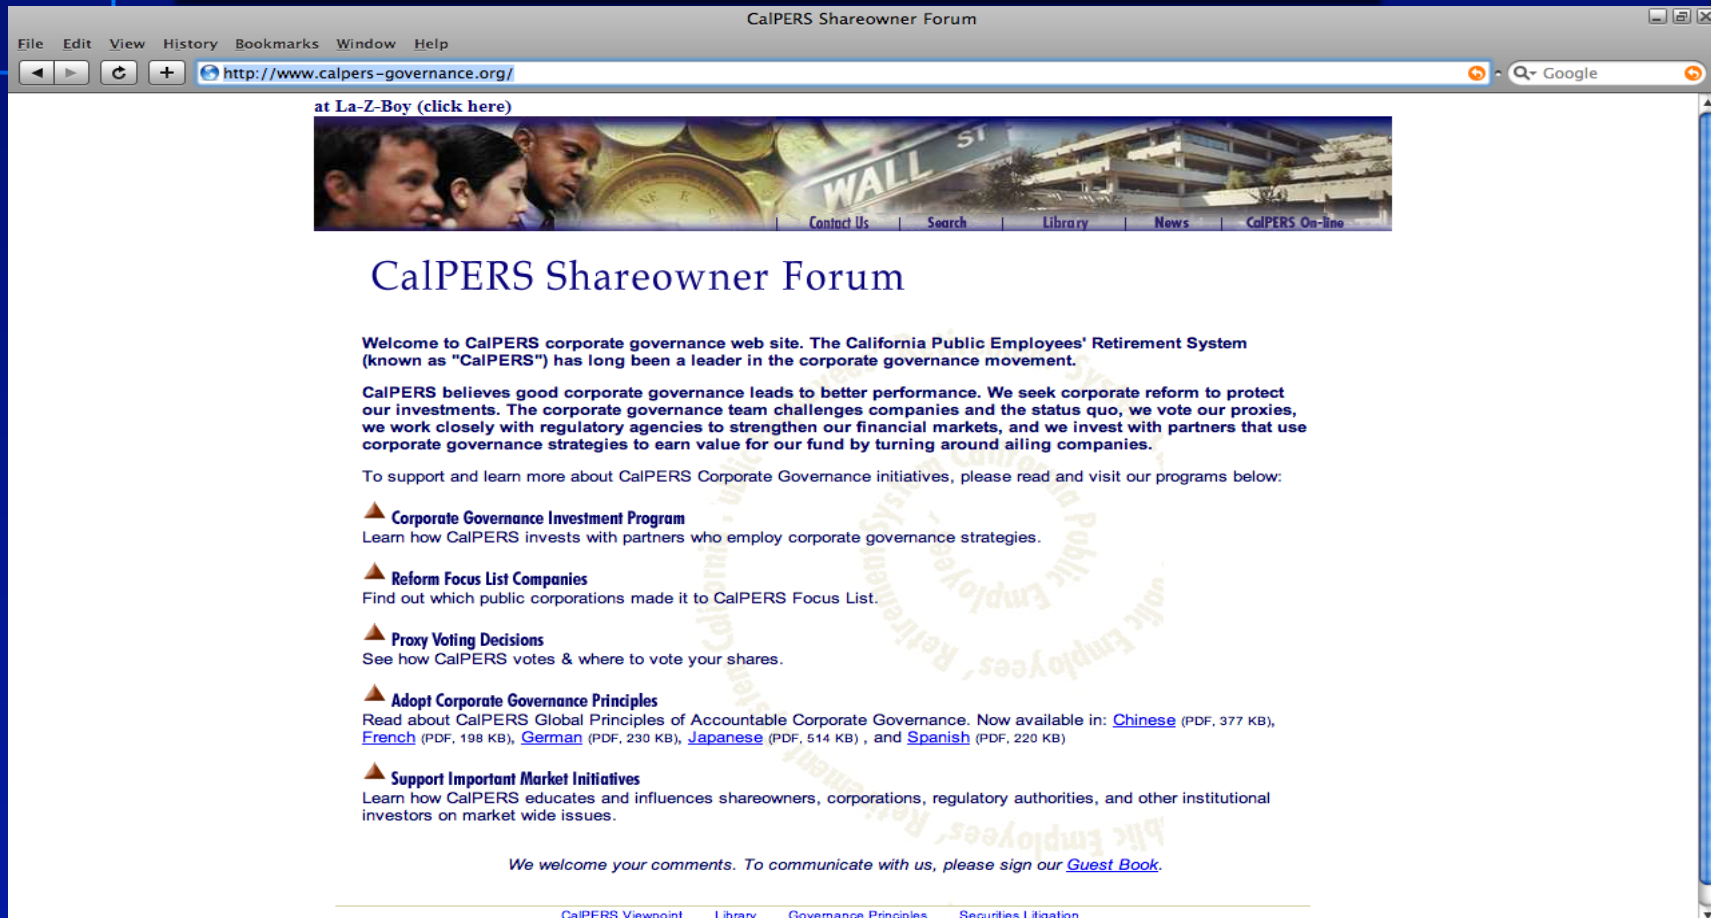 CalPERS Shareowner Forum
File Edit View History Bookmarks Window Help
http://www.calpers-governance.org/
Google
at La-Z-Boy (click here)
WALL ST
Contact Us | Search | Library | News | CalPERS On-line
CalPERS Shareowner Forum
Welcome to CalPERS corporate governance web site. The California Public Employees' Retirement System
(known as "CalPERS") has long been a leader in the corporate governance movement.
CalPERS believes good corporate governance leads to better performance. We seek corporate reform to protect
our investments. The corporate governance team challenges companies and the status quo, we vote our proxies,
we work closely with regulatory agencies to strengthen our financial markets, and we invest with partners that use
corporate governance strategies to earn value for our fund by turning around ailing companies.
To support and learn more about CalPERS Corporate Governance initiatives, please read and visit our programs below:
Corporate Governance Investment Program
Learn how CalPERS invests with partners who employ corporate governance strategies.
Reform Focus List Companies
Find out which public corporations made it to CalPERS Focus List.
Proxy Voting Decisions
See how CalPERS votes & where to vote your shares.
Adopt Corporate Governance Principles
Read about CalPERS Global Principles of Accountable Corporate Governance. Now available in: Chinese (PDF, 377 KB),
French (PDF, 198 KB), German (PDF, 230 KB), Japanese (PDF, 514 KB) , and Spanish (PDF, 220 KB)
Support Important Market Initiatives
Learn how CalPERS educates and influences shareowners, corporations, regulatory authorities, and other institutional
investors on market wide issues.
We welcome your comments. To communicate with us, please sign our Guest Book.
CalPERS Viewpoint Library Governance Principles Securities Litigation